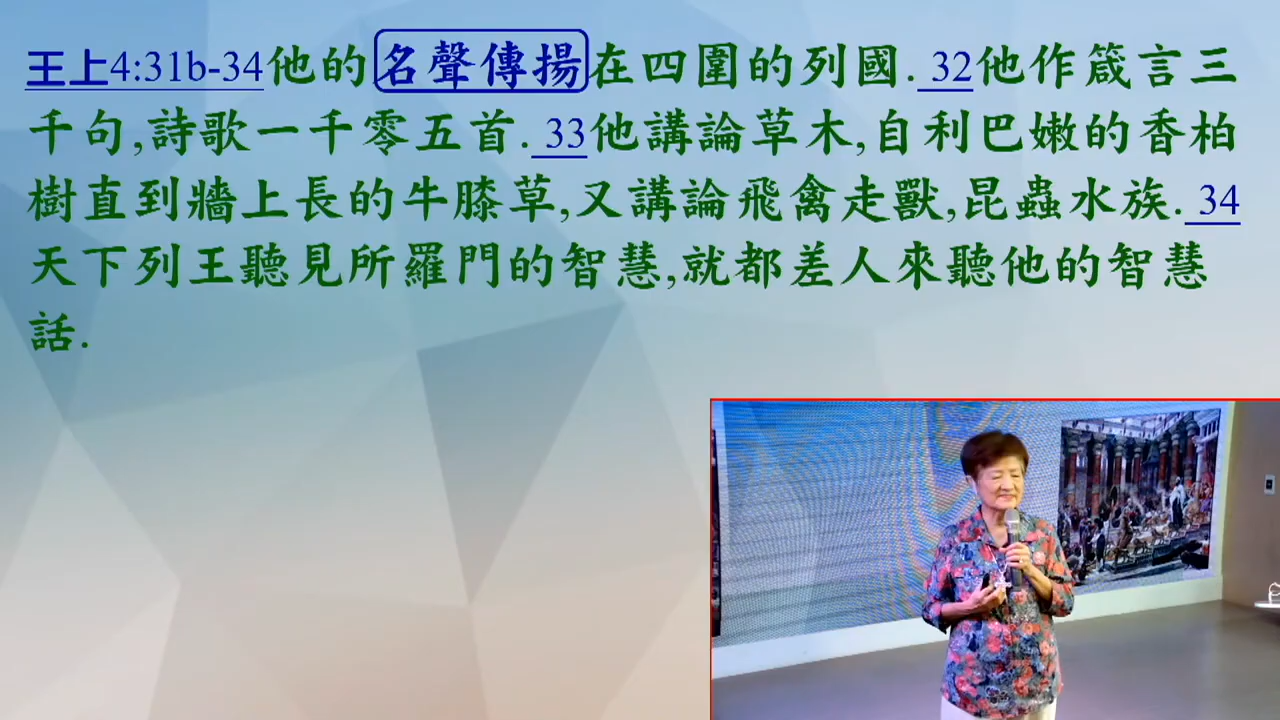 王上4:31b-34他的名聲傳揚在四圍的列國. 32他作箴言三
千句,詩歌一千零五首. 33他講論草木,自利巴嫩的香柏
樹直到牆上長的牛膝草,又講論飛禽走獸,昆蟲水族. 34
天下列王聽見所羅門的智慧,就都差人來聽他的智慧
話.